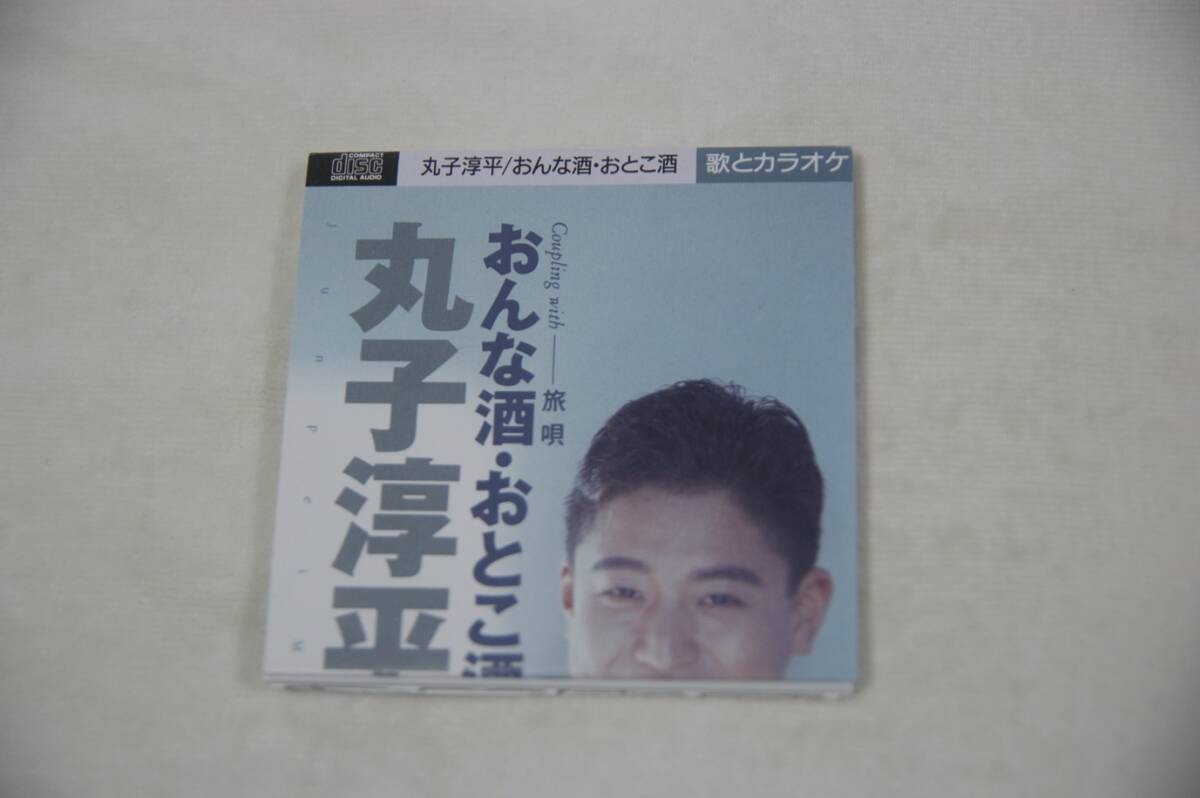 COMPACT
disc
DIGITAL AUDIO
丸子淳平/おんな酒・おとこ酒
歌とカラオケ
Coupling with——旅唄
おんな酒・おとこ酒
丸子淳平
Junpei M